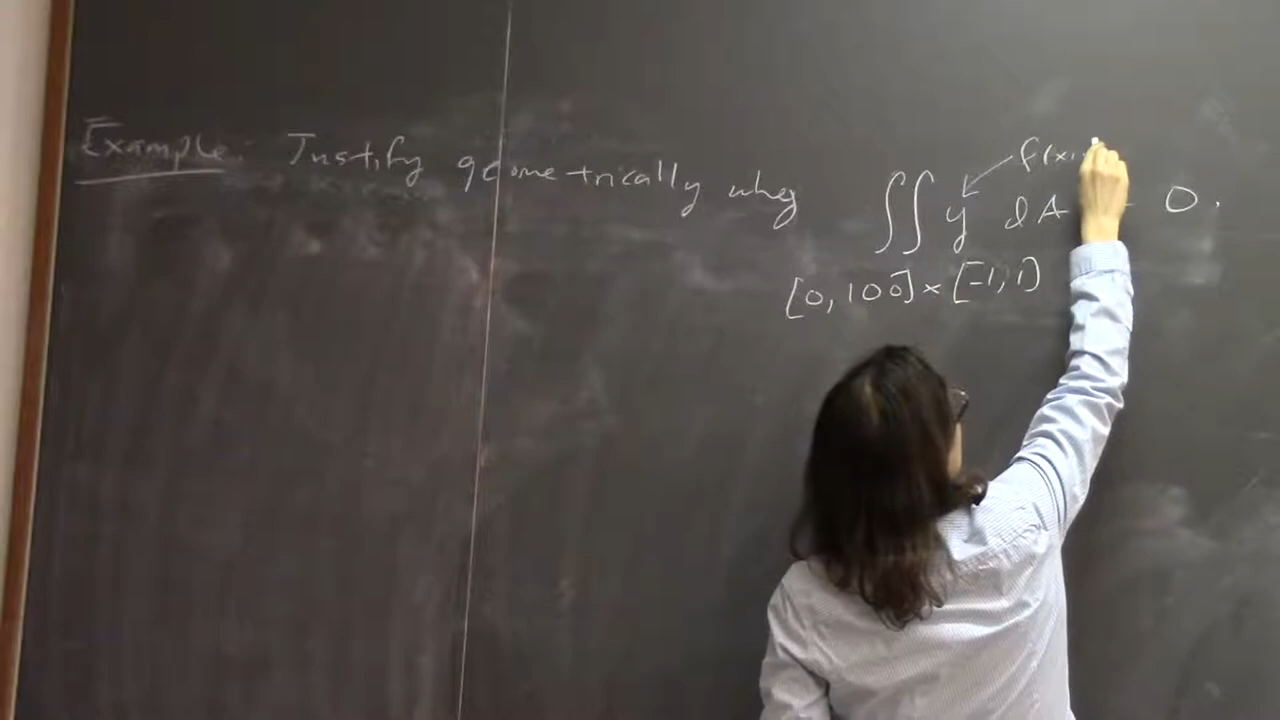 Example: Justify geometrically why ∬ y dA = 0.
f(x,
[0,100]×[-1,1]